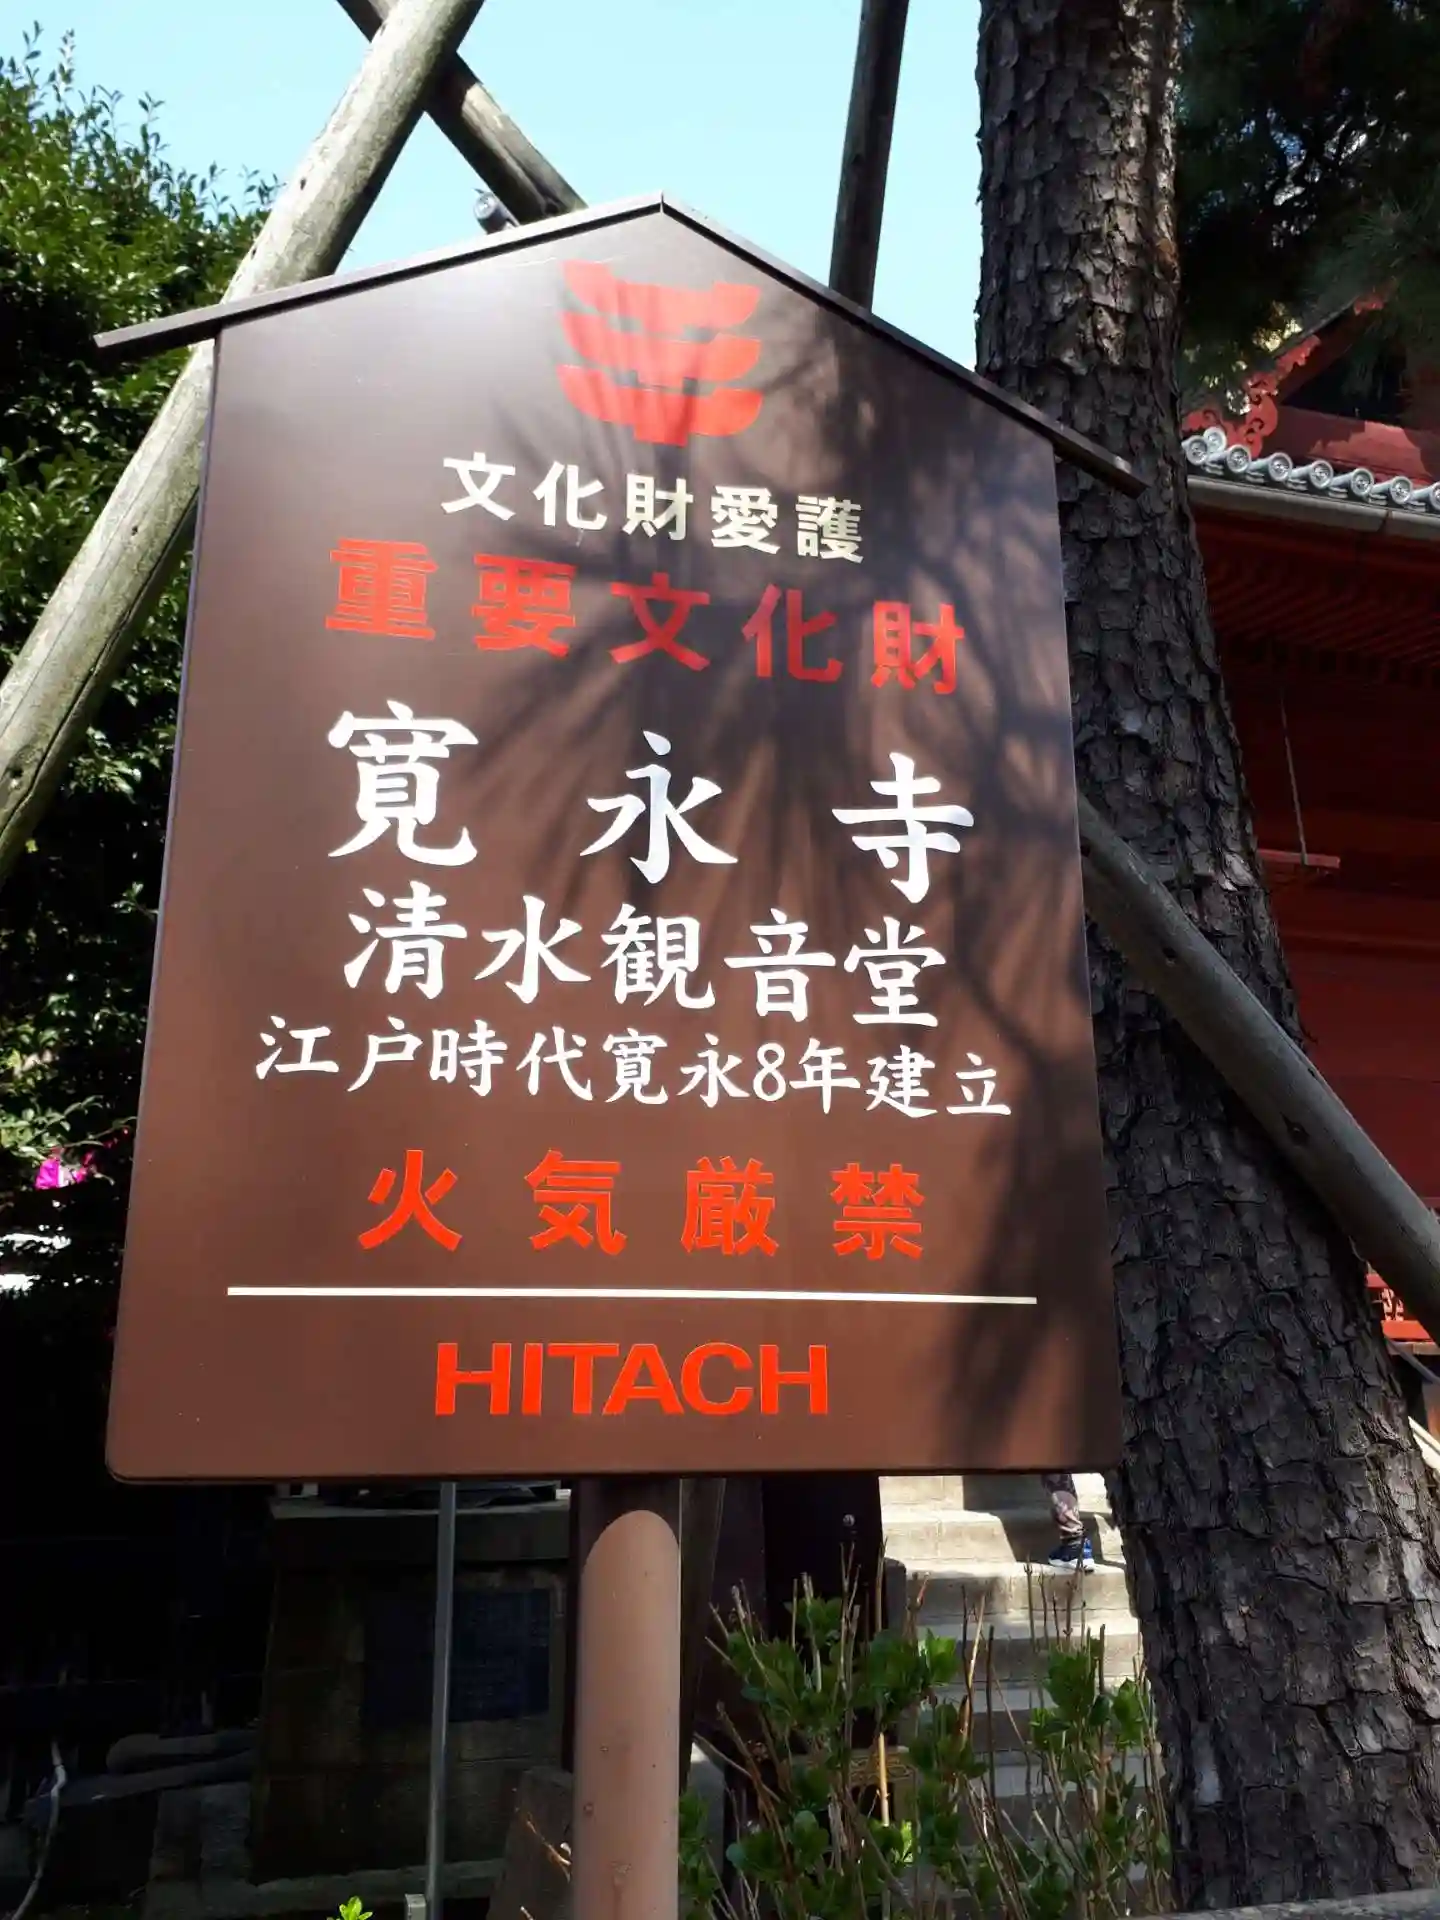 文化財愛護
重要文化財
寛永寺
清水観音堂
江戸時代寛永8年建立
火気厳禁
HITACH